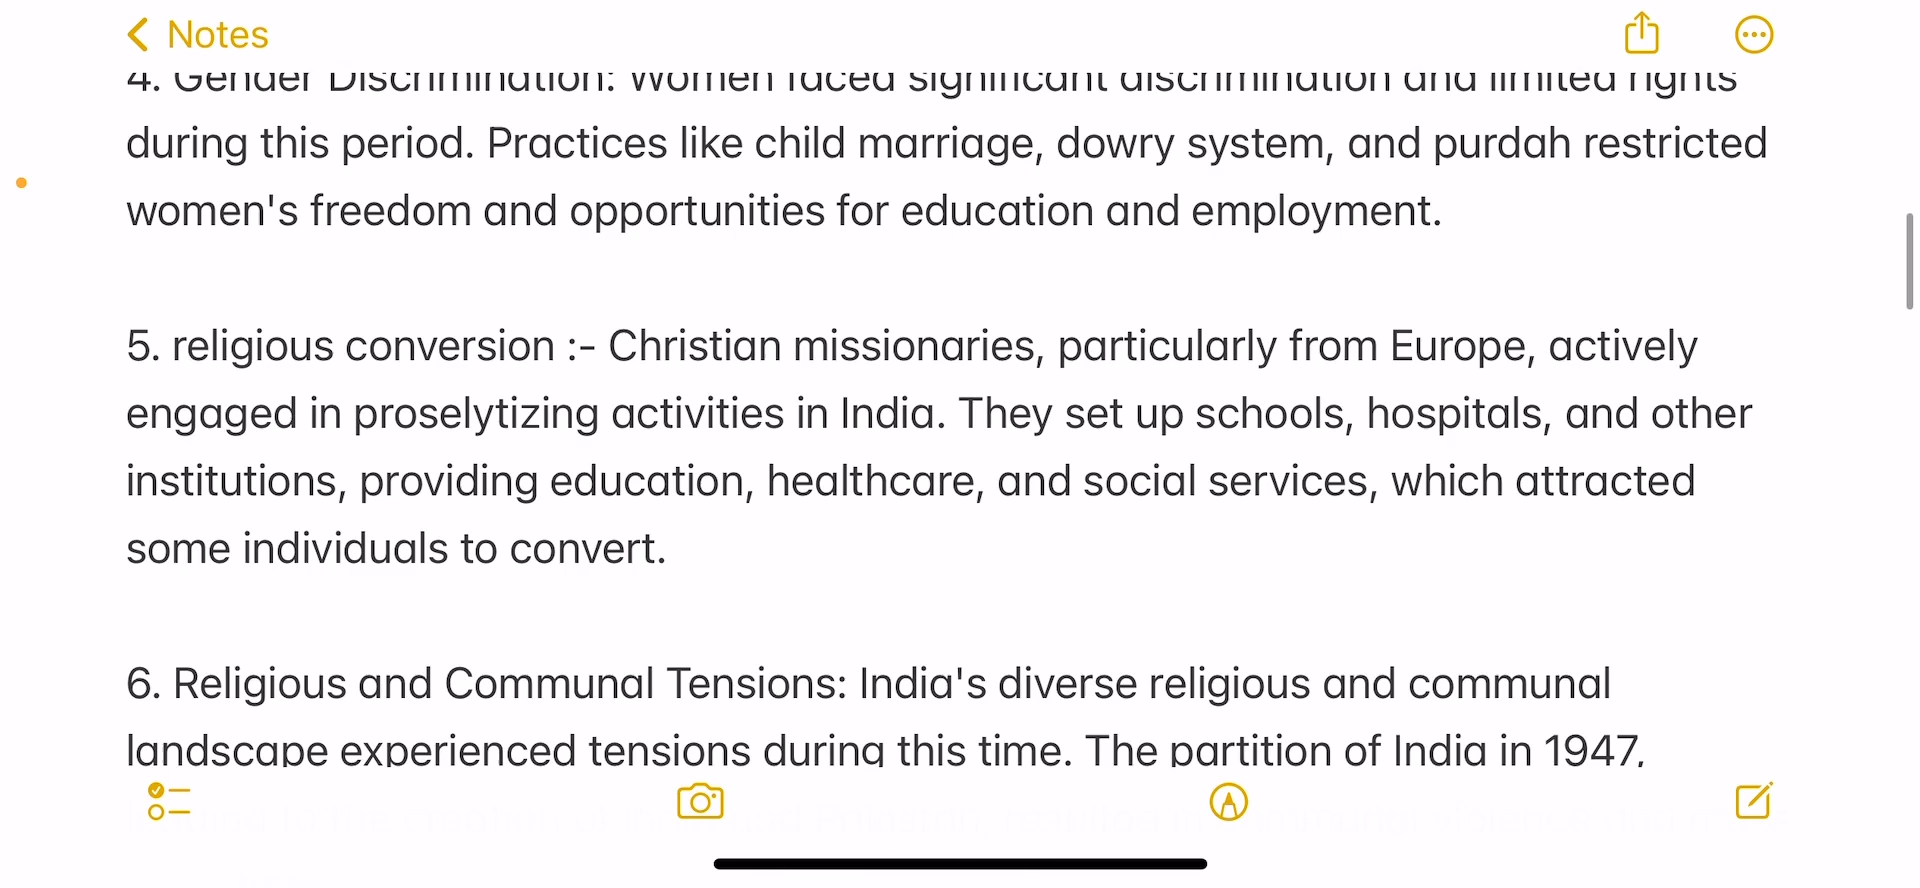 Notes
4. Gender Discrimination: Women faced significant discrimination and limited rights
during this period. Practices like child marriage, dowry system, and purdah restricted
women's freedom and opportunities for education and employment.
5. religious conversion :- Christian missionaries, particularly from Europe, actively
engaged in proselytizing activities in India. They set up schools, hospitals, and other
institutions, providing education, healthcare, and social services, which attracted
some individuals to convert.
6. Religious and Communal Tensions: India's diverse religious and communal
landscape experienced tensions during this time. The partition of India in 1947,